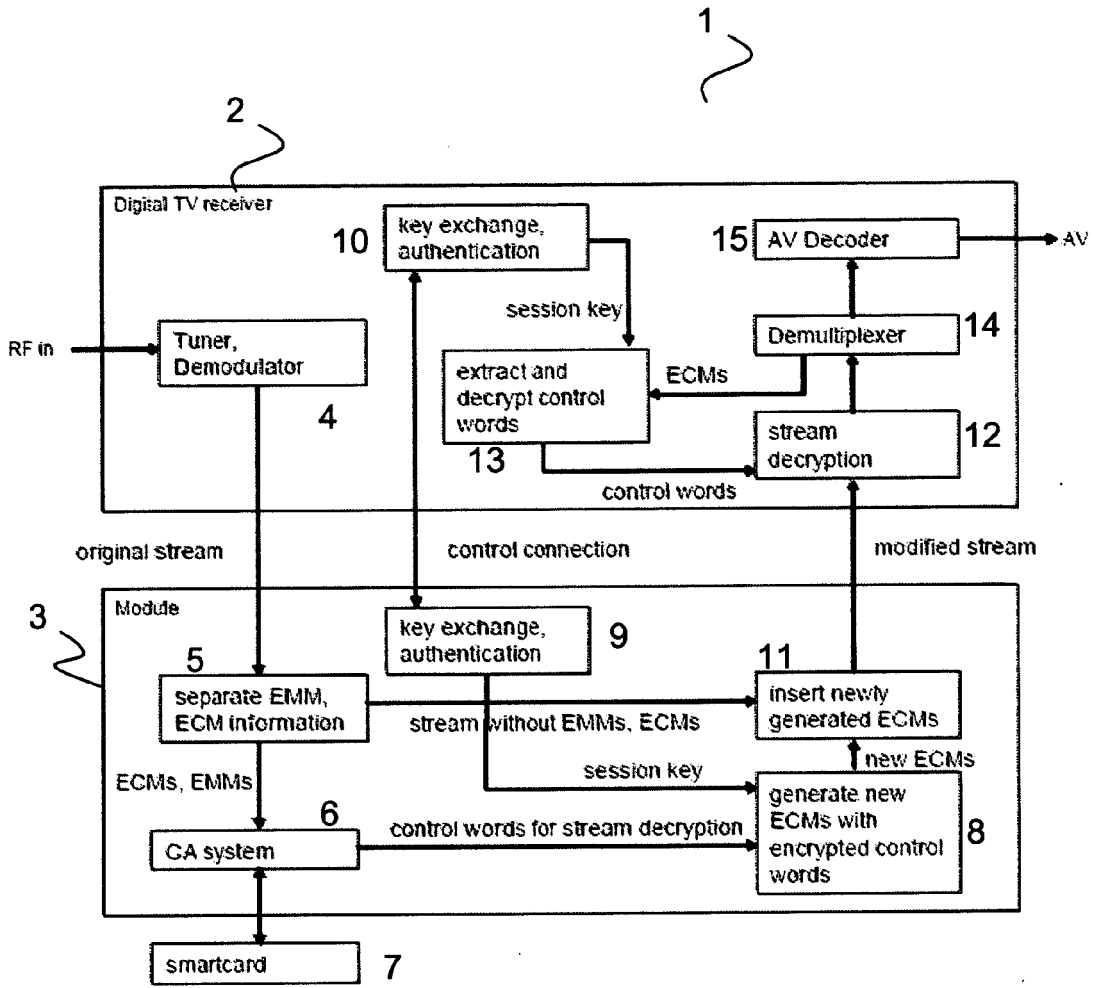 1
2
Digital TV receiver
10
key exchange,
authentication
15
AV Decoder
AV
session key
RF in
Tuner,
Demodulator
4
Demultiplexer
14
extract and
decrypt control
words
ECMs
13
stream
decryption
12
control words
original stream
control connection
modified stream
3
Module
key exchange,
authentication
9
5
separate EMM,
ECM information
11
insert newly
generated ECMs
stream without EMMs, ECMs
new ECMs
ECMs, EMMs
session key
6
CA system
control words for stream decryption
generate new
ECMs with
encrypted control
words
8
smartcard
7